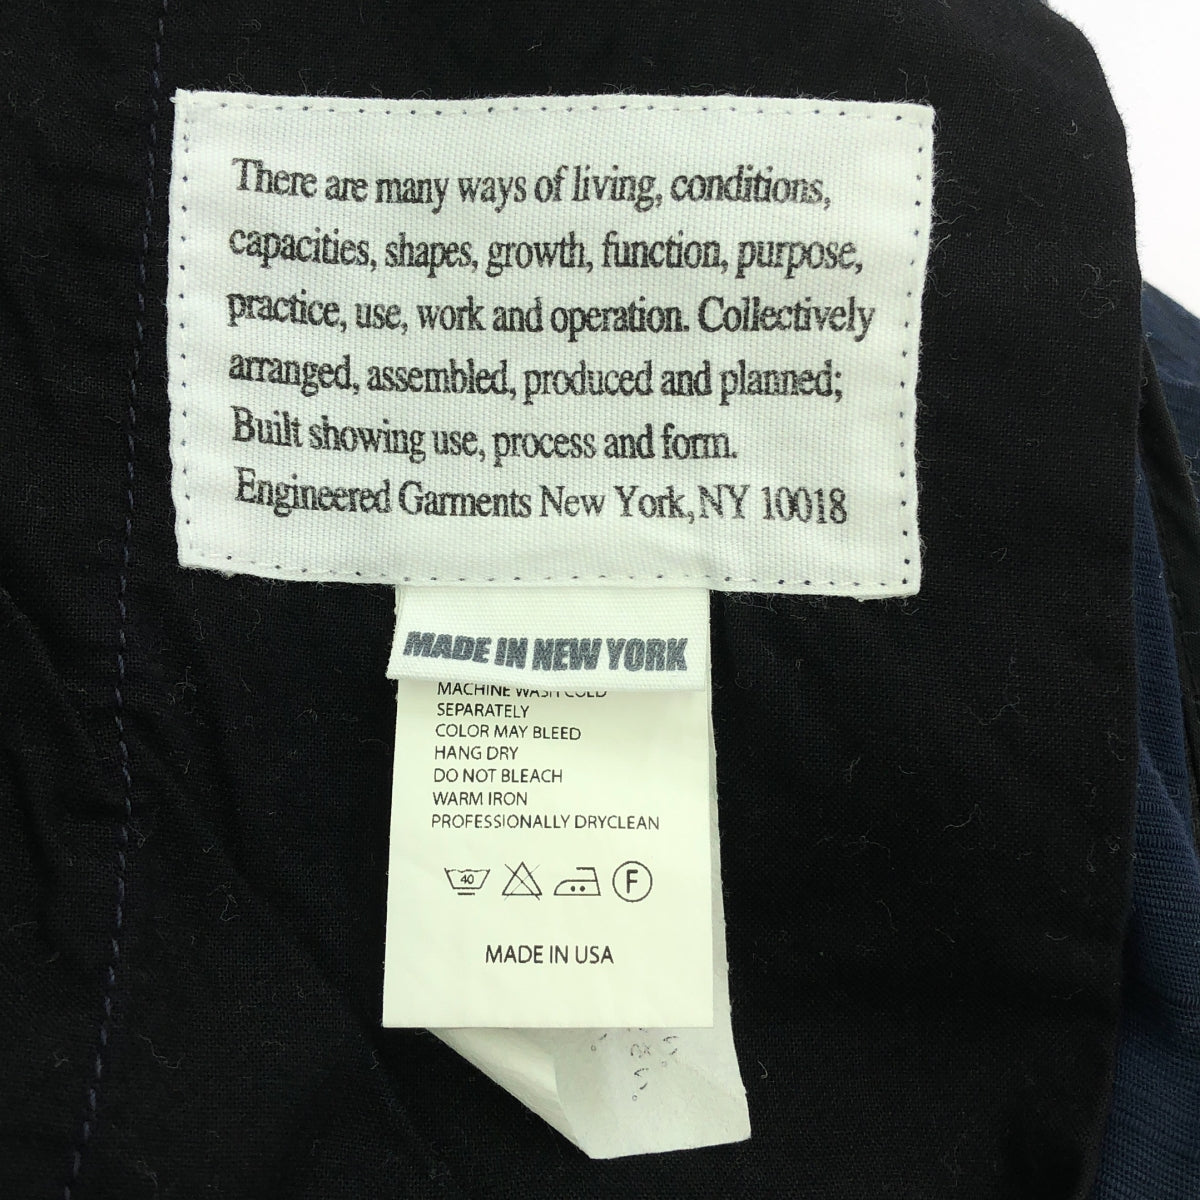 There are many ways of living, conditions,
capacities, shapes, growth, function, purpose,
practice, use, work and operation. Collectively
arranged, assembled, produced and planned;
Built showing use, process and form.
Engineered Garments New York, NY 10018
MADE IN NEW YORK
MACHINE WASH COLD
SEPARATELY
COLOR MAY BLEED
HANG DRY
DO NOT BLEACH
WARM IRON
PROFESSIONALLY DRYCLEAN
40 F
MADE IN USA